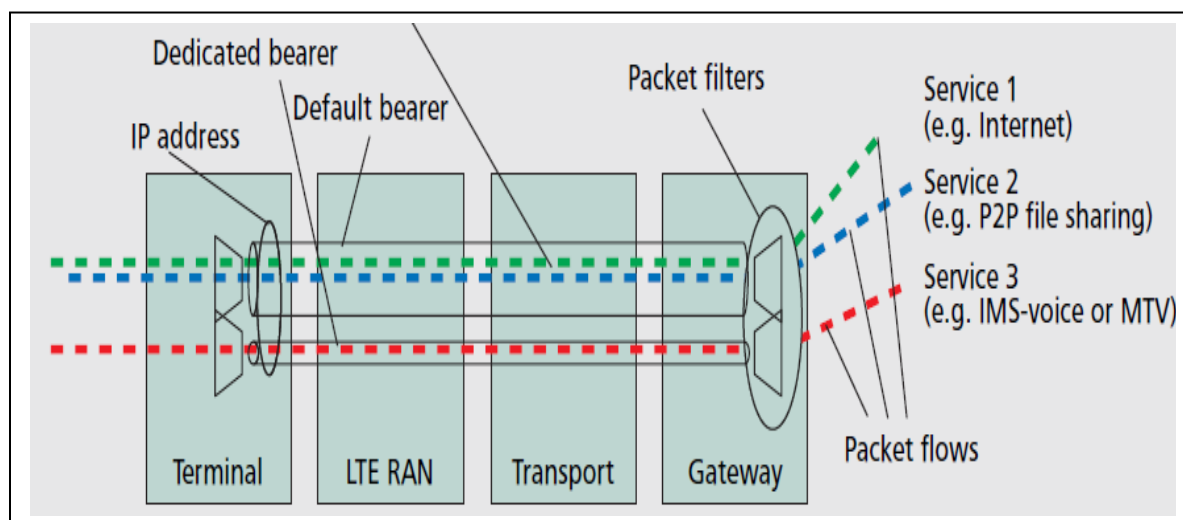 Dedicated bearer
Default bearer
IP address
Packet filters
Service 1
(e.g. Internet)
Service 2
(e.g. P2P file sharing)
Service 3
(e.g. IMS-voice or MTV)
Packet flows
Terminal
LTE RAN
Transport
Gateway